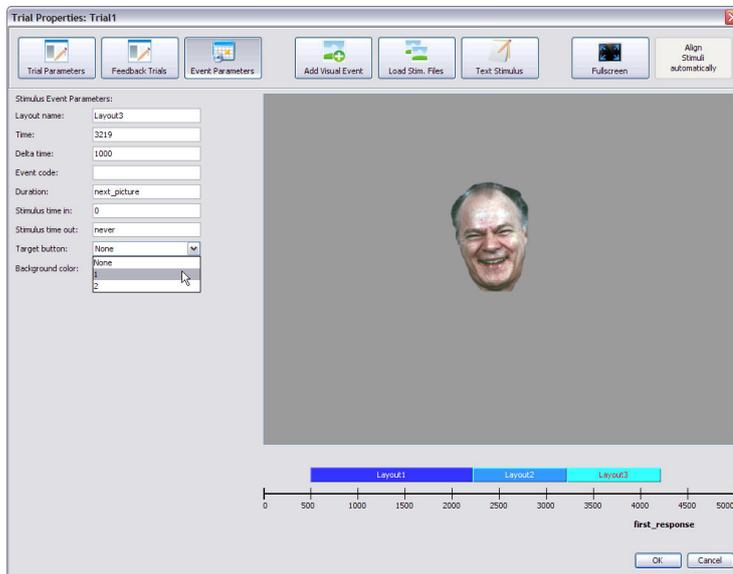 Trial Properties: Trial1
Trial Parameters
Feedback Trials
Event Parameters
Add Visual Event
Load Stim. Files
Text Stimulus
Fullscreen
Align
Stimuli
automatically
Stimulus Event Parameters:
Layout name: Layout3
Time: 3219
Delta time: 1000
Event code:
Duration: next_picture
Stimulus time in: 0
Stimulus time out: never
Target button: None
None
Background color: 1
2
Layout1 Layout2 Layout3
0 500 1000 1500 2000 2500 3000 3500 4000 4500 5000
first_response
OK Cancel